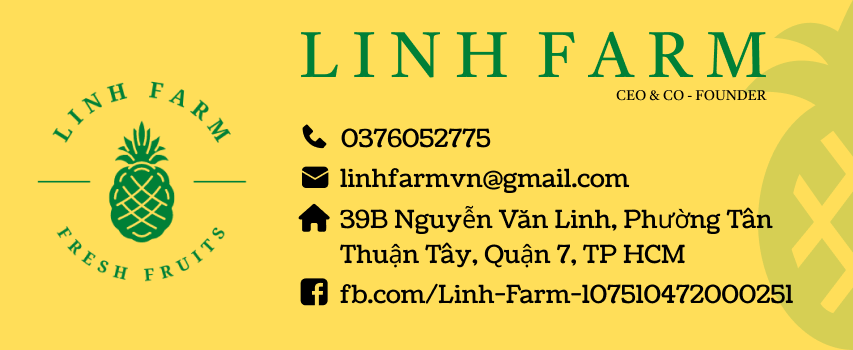 LINH FARM
FRESH FRUITS
LINH FARM
CEO & CO - FOUNDER
0376052775
linhfarmvn@gmail.com
39B Nguyễn Văn Linh, Phường Tân
Thuận Tây, Quận 7, TP HCM
fb.com/Linh-Farm-107510472000251